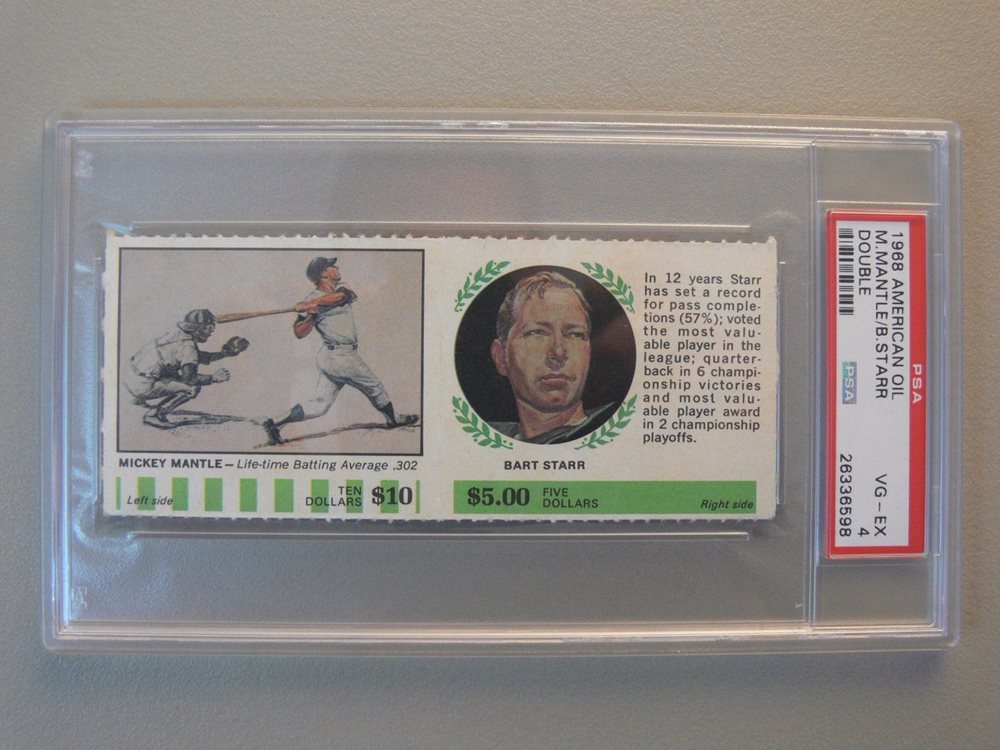 MICKEY MANTLE — Life-time Batting Average .302
Left side
TEN
DOLLARS $10
BART STARR
In 12 years Starr
has set a record
for pass comple-
tions (57%); voted
the most valu-
able player in the
league; quarter-
back in 6 champi-
onship victories
and most valu-
able player award
in 2 championship
playoffs.
$5.00 FIVE
DOLLARS
Right side
PSA
1968 AMERICAN OIL
M.MANTLE/B.STARR
DOUBLE
VG - EX
4
PSA
26336598